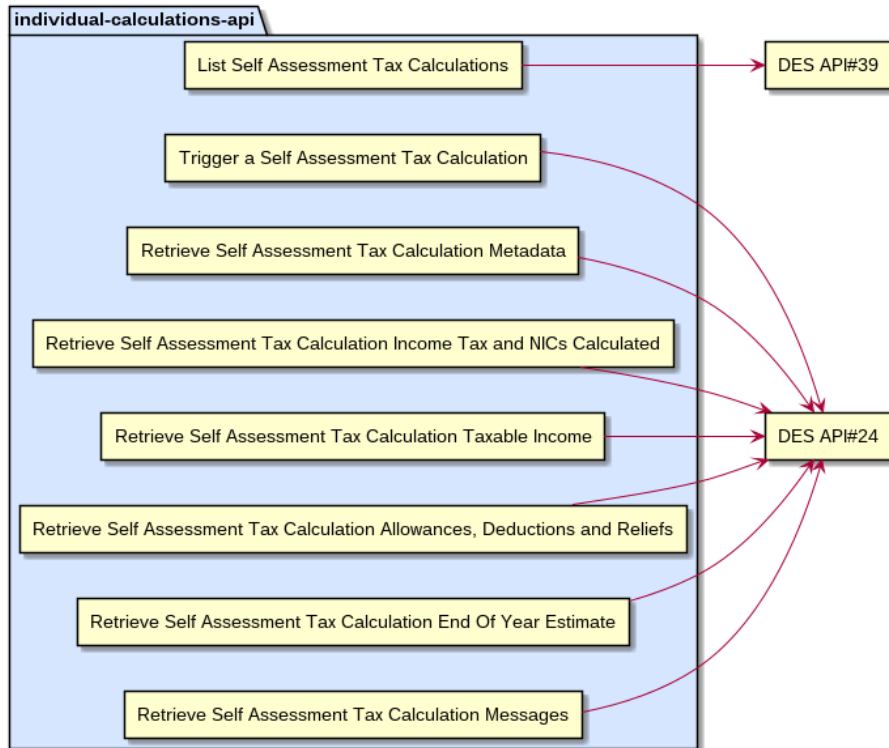 individual-calculations-api
List Self Assessment Tax Calculations
DES API#39
Trigger a Self Assessment Tax Calculation
Retrieve Self Assessment Tax Calculation Metadata
Retrieve Self Assessment Tax Calculation Income Tax and NICs Calculated
Retrieve Self Assessment Tax Calculation Taxable Income
DES API#24
Retrieve Self Assessment Tax Calculation Allowances, Deductions and Reliefs
Retrieve Self Assessment Tax Calculation End Of Year Estimate
Retrieve Self Assessment Tax Calculation Messages